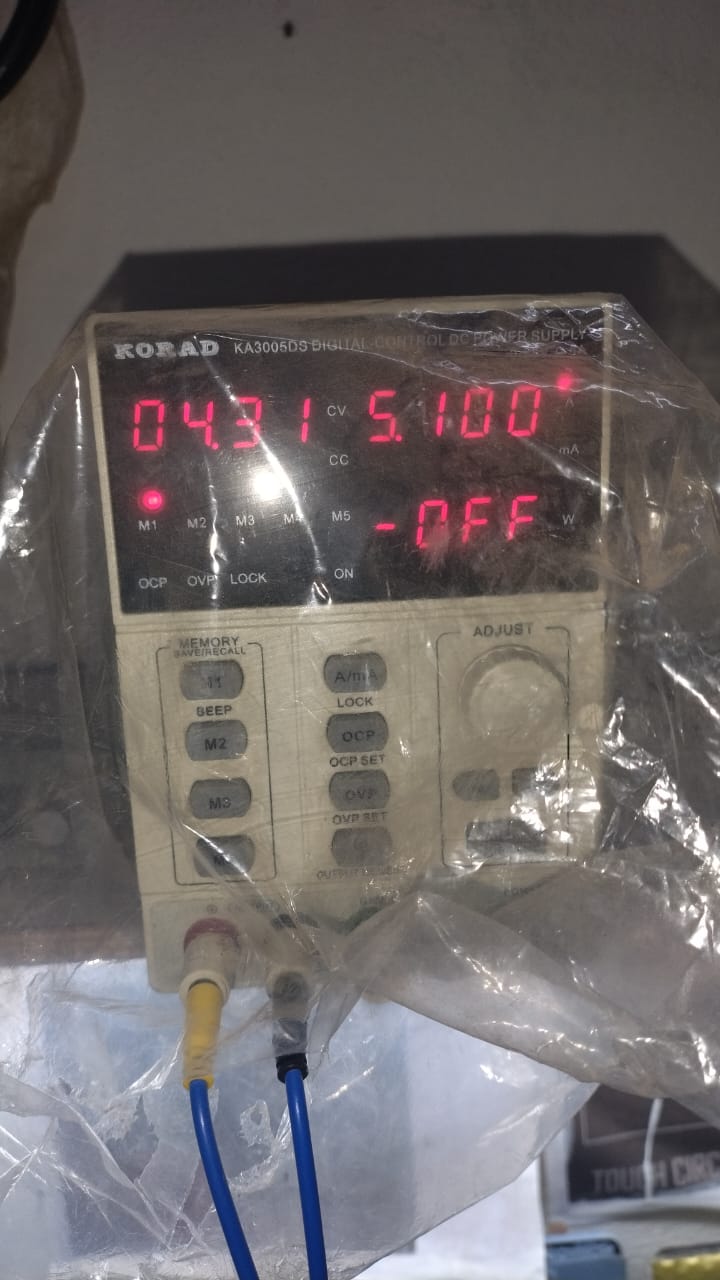 KORAD KA3005DS DIGITAL-CONTROL DC POWER SUPPLY
04.31 CV 5.100 A
CC mA
M1 M2 M3 M4 M5 -OFF W
OCP OVP LOCK ON
MEMORY ADJUST
SAVE/RECALL
M1 A/mA
BEEP LOCK
M2 OCP
OCP SET
M3 OVP
OVP SET
TOUCH CIRC